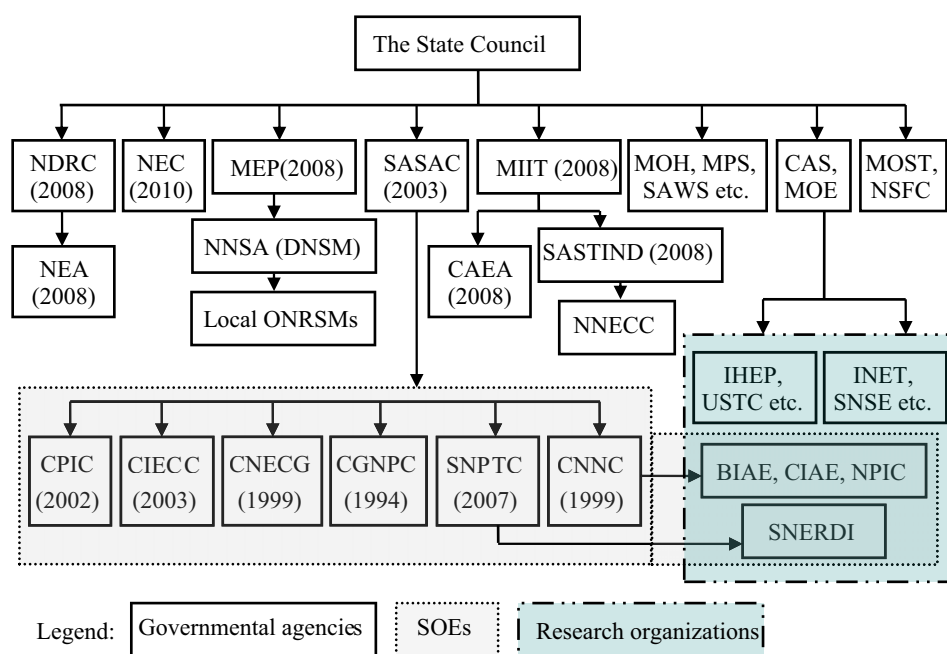 The State Council
NDRC
(2008)
NEC
(2010)
MEP(2008)
SASAC
(2003)
MIIT (2008)
MOH, MPS,
SAWS etc.
CAS,
MOE
MOST,
NSFC
NEA
(2008)
NNSA (DNSM)
Local ONRSMs
CAEA
(2008)
SASTIND (2008)
NNECC
IHEP,
USTC etc.
INET,
SNSE etc.
CPIC
(2002)
CIECC
(2003)
CNECG
(1999)
CGNPC
(1994)
SNPTC
(2007)
CNNC
(1999)
BIAE, CIAE, NPIC
SNERDI
Legend:
Governmental agencies
SOEs
Research organizations